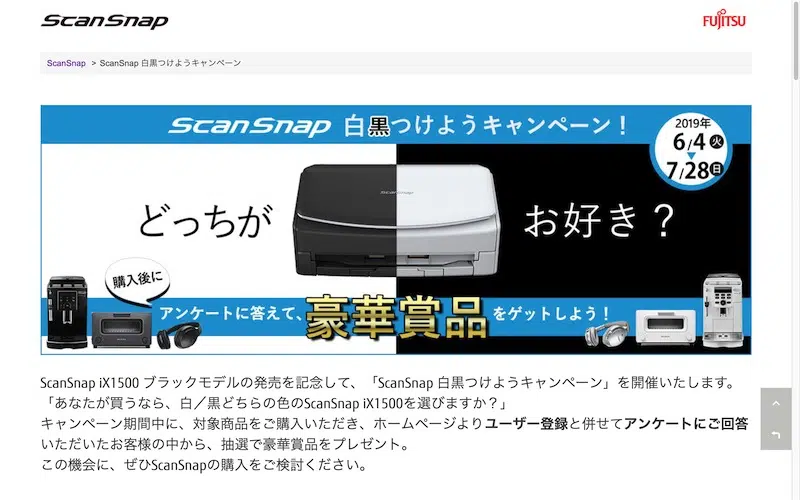 ScanSnap
FUJITSU
ScanSnap > ScanSnap 白黒つけようキャンペーン
ScanSnap 白黒つけようキャンペーン！
2019年
6/4 火
7/28 日
どっちが
お好き？
購入後に
アンケートに答えて、豪華賞品をゲットしよう！
ScanSnap iX1500 ブラックモデルの発売を記念して、「ScanSnap 白黒つけようキャンペーン」を開催いたします。
「あなたが買うなら、白／黒どちらの色のScanSnap iX1500を選びますか？」
キャンペーン期間中に、対象商品をご購入いただき、ホームページよりユーザー登録と併せてアンケートにご回答
いただいたお客様の中から、抽選で豪華賞品をプレゼント。
この機会に、ぜひScanSnapの購入をご検討ください。